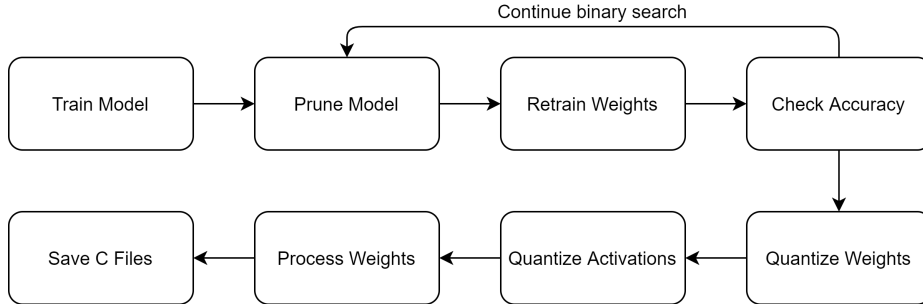 Continue binary search
Train Model
Prune Model
Retrain Weights
Check Accuracy
Save C Files
Process Weights
Quantize Activations
Quantize Weights